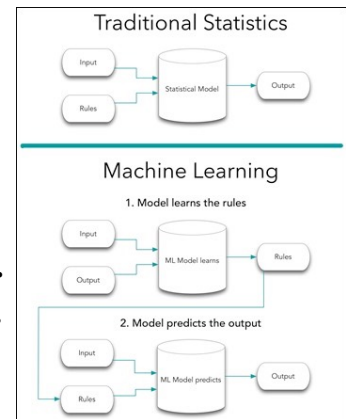 Traditional Statistics
Input
Rules
Statistical Model
Output
Machine Learning
1. Model learns the rules
Input
Output
ML Model learns
Rules
2. Model predicts the output
Input
Rules
ML Model predicts
Output